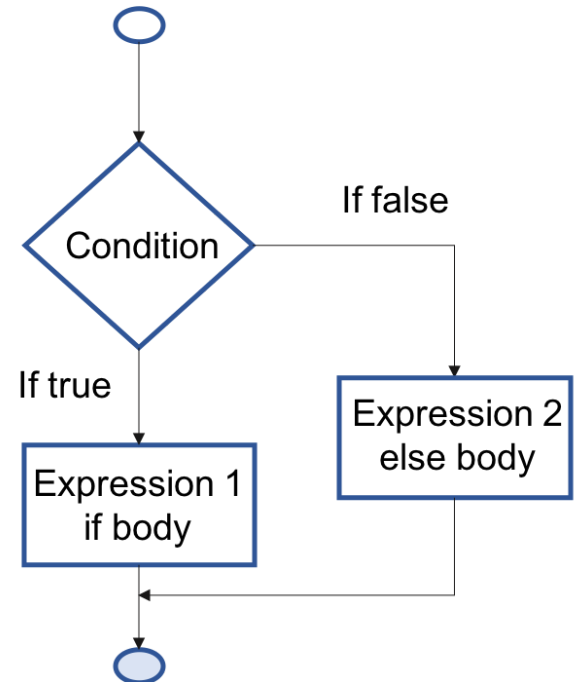 If false
Condition
If true
Expression 2
else body
Expression 1
if body